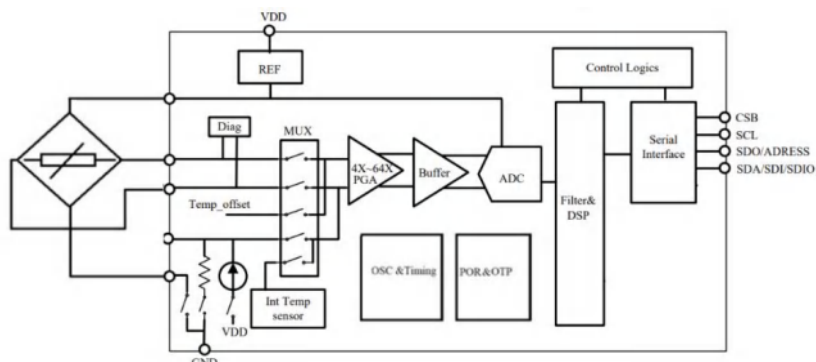 VDD
REF
Control Logics
Diag
MUX
CSB
SCL
SDO/ADRESS
SDA/SDI/SDIO
Serial
Interface
4X~64X
PGA
Buffer
ADC
Filter&
DSP
Temp_offset
OSC &Timing
POR&OTP
Int Temp
sensor
VDD
GND